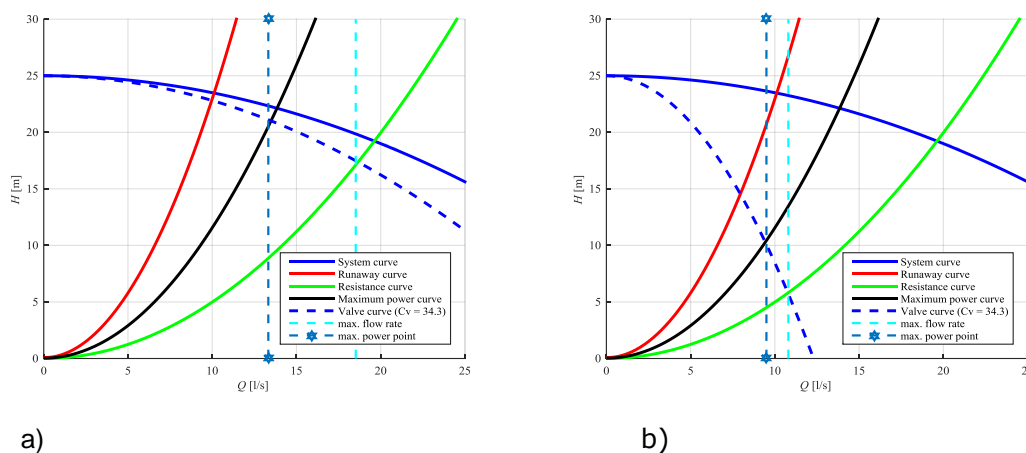 30
25
20
15
10
5
0
H [m]
System curve
Runaway curve
Resistance curve
Maximum power curve
Valve curve (Cv = 34.3)
max. flow rate
max. power point
0 5 10 15 20 25
Q [l/s]
a)
30
25
20
15
10
5
0
H [m]
System curve
Runaway curve
Resistance curve
Maximum power curve
Valve curve (Cv = 34.3)
max. flow rate
max. power point
0 5 10 15 20 25
Q [l/s]
b)